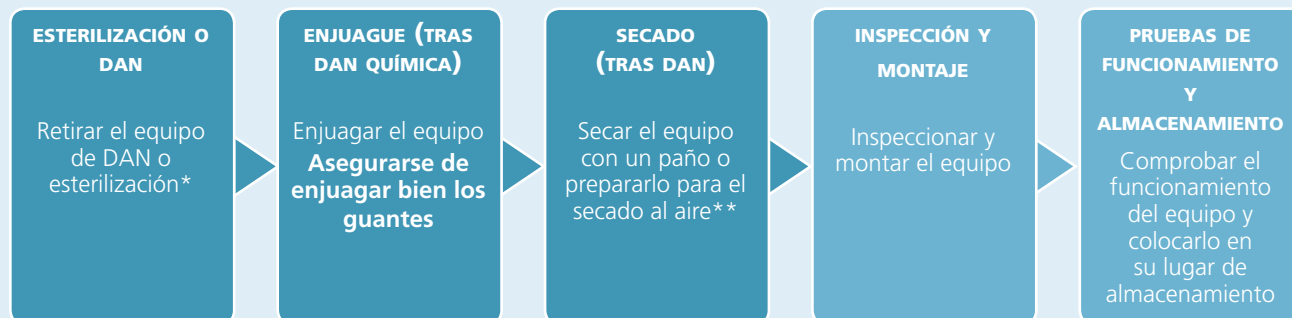 ESTERILIZACIÓN O
DAN
Retirar el equipo
de DAN o
esterilización*
ENJUAGUE (TRAS
DAN QUÍMICA)
Enjuagar el equipo
Asegurarse de
enjuagar bien los
guantes
SECADO
(TRAS DAN)
Secar el equipo
con un paño o
prepararlo para el
secado al aire**
INSPECCIÓN Y
MONTAJE
Inspeccionar y
montar el equipo
PRUEBAS DE
FUNCIONAMIENTO
Y
ALMACENAMIENTO
Comprobar el
funcionamiento
del equipo y
colocarlo en
su lugar de
almacenamiento